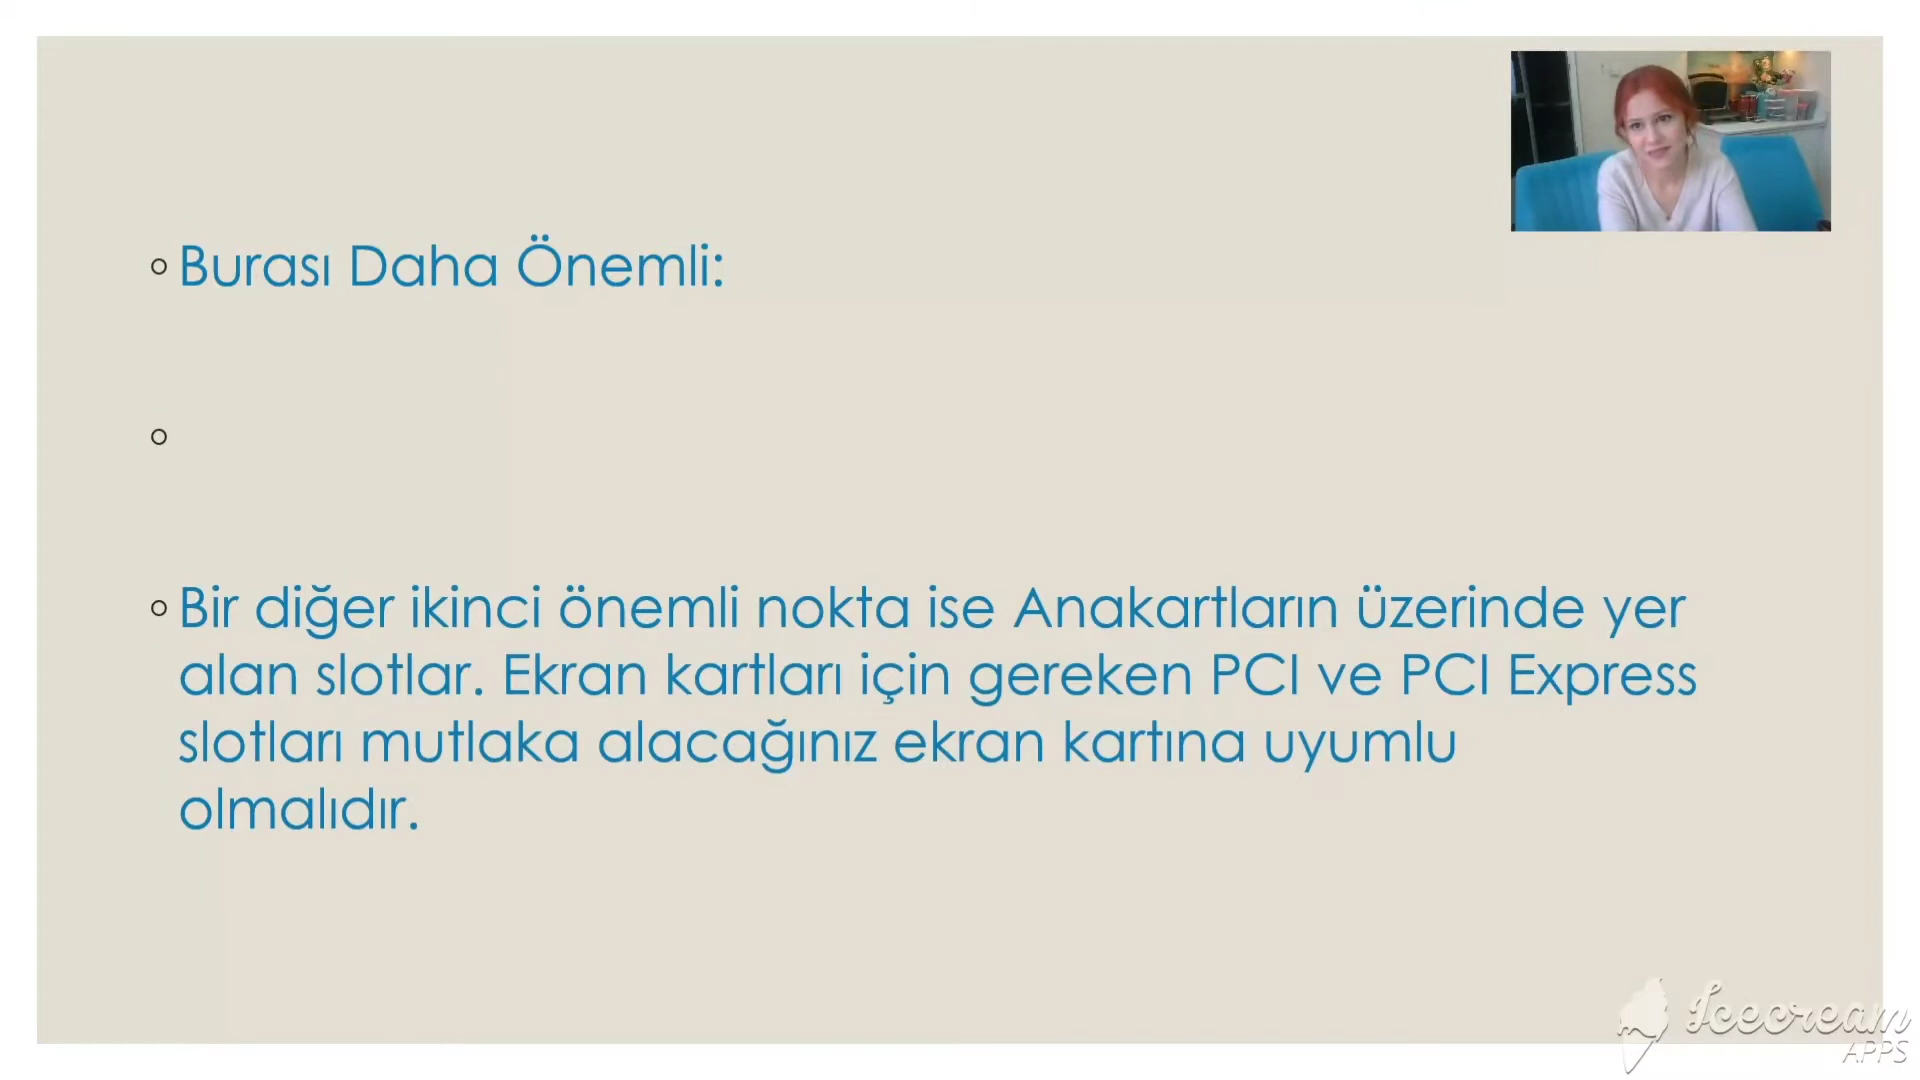 Burası Daha Önemli:
Bir diğer ikinci önemli nokta ise Anakartların üzerinde yer
alan slotlar. Ekran kartları için gereken PCI ve PCI Express
slotları mutlaka alacağınız ekran kartına uyumlu
olmalıdır.
Icecream
APPS